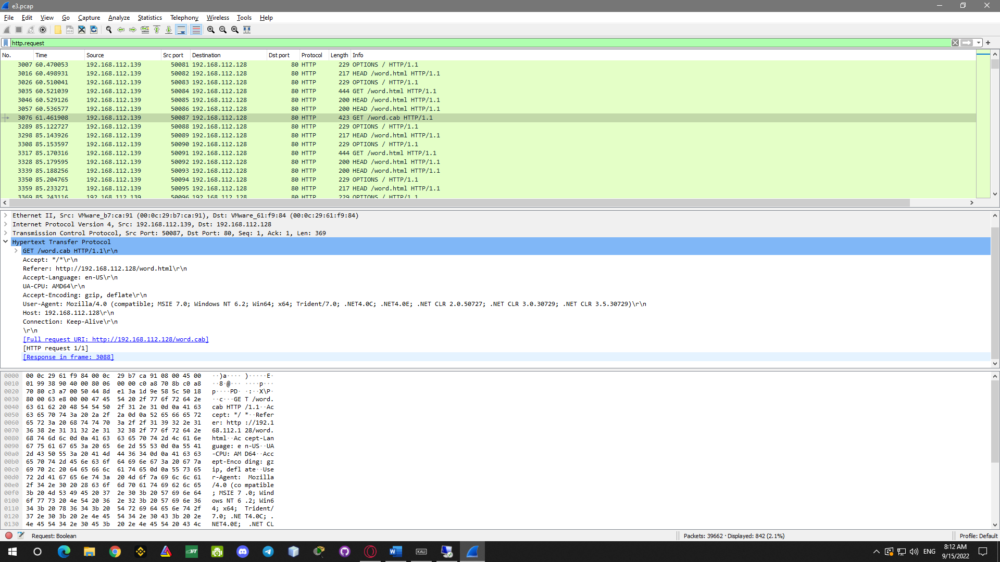 e3.pcap
File Edit View Go Capture Analyze Statistics Telephony Wireless Tools Help
http.request
No. Time Source Src port Destination Dst port Protocol Length Info
3007 60.470053 192.168.112.139 50081 192.168.112.128 80 HTTP 229 OPTIONS / HTTP/1.1
3016 60.498931 192.168.112.139 50082 192.168.112.128 80 HTTP 217 HEAD /word.html HTTP/1.1
3026 60.510041 192.168.112.139 50083 192.168.112.128 80 HTTP 229 OPTIONS / HTTP/1.1
3035 60.521039 192.168.112.139 50084 192.168.112.128 80 HTTP 444 GET /word.html HTTP/1.1
3046 60.529126 192.168.112.139 50085 192.168.112.128 80 HTTP 200 HEAD /word.html HTTP/1.1
3057 60.536577 192.168.112.139 50086 192.168.112.128 80 HTTP 200 HEAD /word.html HTTP/1.1
3076 61.461908 192.168.112.139 50087 192.168.112.128 80 HTTP 423 GET /word.cab HTTP/1.1
3289 85.122727 192.168.112.139 50088 192.168.112.128 80 HTTP 229 OPTIONS / HTTP/1.1
3298 85.143926 192.168.112.139 50089 192.168.112.128 80 HTTP 217 HEAD /word.html HTTP/1.1
3308 85.153597 192.168.112.139 50090 192.168.112.128 80 HTTP 229 OPTIONS / HTTP/1.1
3317 85.170316 192.168.112.139 50091 192.168.112.128 80 HTTP 444 GET /word.html HTTP/1.1
3328 85.179595 192.168.112.139 50092 192.168.112.128 80 HTTP 200 HEAD /word.html HTTP/1.1
3339 85.188256 192.168.112.139 50093 192.168.112.128 80 HTTP 200 HEAD /word.html HTTP/1.1
3350 85.204765 192.168.112.139 50094 192.168.112.128 80 HTTP 229 OPTIONS / HTTP/1.1
3359 85.233271 192.168.112.139 50095 192.168.112.128 80 HTTP 217 HEAD /word.html HTTP/1.1
3369 85.243116 192.168.112.139 50096 192.168.112.128 80 HTTP 229 OPTIONS / HTTP/1.1
Ethernet II, Src: VMware_b7:ca:91 (00:0c:29:b7:ca:91), Dst: VMware_61:f9:84 (00:0c:29:61:f9:84)
Internet Protocol Version 4, Src: 192.168.112.139, Dst: 192.168.112.128
Transmission Control Protocol, Src Port: 50087, Dst Port: 80, Seq: 1, Ack: 1, Len: 369
Hypertext Transfer Protocol
GET /word.cab HTTP/1.1\r\n
Accept: */*\r\n
Referer: http://192.168.112.128/word.html\r\n
Accept-Language: en-US\r\n
UA-CPU: AMD64\r\n
Accept-Encoding: gzip, deflate\r\n
User-Agent: Mozilla/4.0 (compatible; MSIE 7.0; Windows NT 6.2; Win64; x64; Trident/7.0; .NET4.0C; .NET4.0E; .NET CLR 2.0.50727; .NET CLR 3.0.30729; .NET CLR 3.5.30729)\r\n
Host: 192.168.112.128\r\n
Connection: Keep-Alive\r\n
\r\n
[Full request URI: http://192.168.112.128/word.cab]
[HTTP request 1/1]
[Response in frame: 3088]
0000 00 0c 29 61 f9 84 00 0c 29 b7 ca 91 08 00 45 00 ··)a···· )·····E·
0010 01 99 38 90 40 00 80 06 00 00 c0 a8 70 8b c0 a8 ··8·@··· ····p···
0020 70 80 c3 a7 00 50 44 8d e1 3a 1d 9e 58 5c 50 18 p····PD· ·:··X\P·
0030 80 00 63 e8 00 00 47 45 54 20 2f 77 6f 72 64 2e ··c···GE T /word.
0040 63 61 62 20 48 54 54 50 2f 31 2e 31 0d 0a 41 63 cab HTTP /1.1··Ac
0050 63 65 70 74 3a 20 2a 2f 2a 0d 0a 52 65 66 65 72 cept: */ *··Refer
0060 65 72 3a 20 68 74 74 70 3a 2f 2f 31 39 32 2e 31 er: http ://192.1
0070 36 38 2e 31 31 32 2e 31 32 38 2f 77 6f 72 64 2e 68.112.1 28/word.
0080 68 74 6d 6c 0d 0a 41 63 63 65 70 74 2d 4c 61 6e html··Ac cept-Lan
0090 67 75 61 67 65 3a 20 65 6e 2d 55 53 0d 0a 55 41 guage: e n-US··UA
00a0 2d 43 50 55 3a 20 41 4d 44 36 34 0d 0a 41 63 63 -CPU: AM D64··Acc
00b0 65 70 74 2d 45 6e 63 6f 64 69 6e 67 3a 20 67 7a ept-Enco ding: gz
00c0 69 70 2c 20 64 65 66 6c 61 74 65 0d 0a 55 73 65 ip, defl ate··Use
00d0 72 2d 41 67 65 6e 74 3a 20 4d 6f 7a 69 6c 6c 61 r-Agent: Mozilla
00e0 2f 34 2e 30 20 28 63 6f 6d 70 61 74 69 62 6c 65 /4.0 (co mpatible
00f0 3b 20 4d 53 49 45 20 37 2e 30 3b 20 57 69 6e 64 ; MSIE 7 .0; Wind
0100 6f 77 73 20 4e 54 20 36 2e 32 3b 20 57 69 6e 36 ows NT 6 .2; Win6
0110 34 3b 20 78 36 34 3b 20 54 72 69 64 65 6e 74 2f 4; x64; Trident/
0120 37 2e 30 3b 20 2e 4e 45 54 34 2e 30 43 3b 20 2e 7.0; .NE T4.0C; .
0130 4e 45 54 34 2e 30 45 3b 20 2e 4e 45 54 20 43 4c NET4.0E; .NET CL
Request: Boolean
Packets: 39662 · Displayed: 842 (2.1%)
Profile: Default
KALI
ENG
8:12 AM
9/15/2022